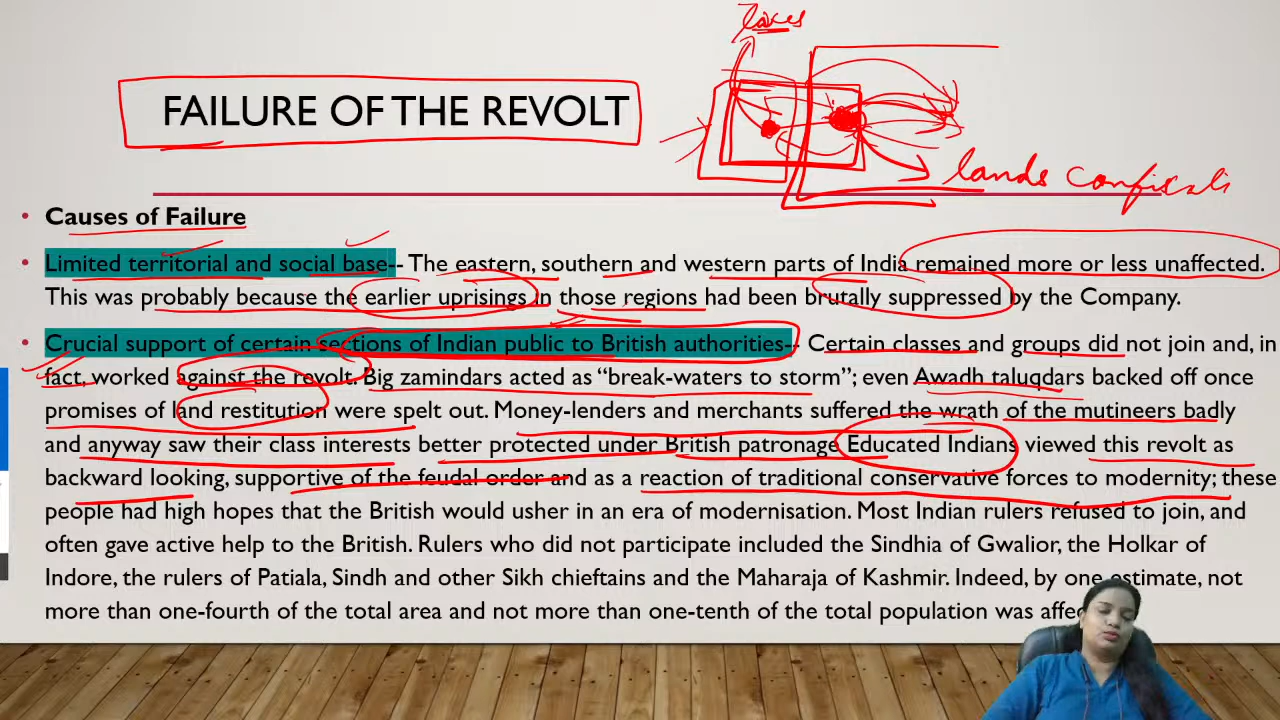 taxes
FAILURE OF THE REVOLT
lands confiscati
• Causes of Failure
• Limited territorial and social base-- The eastern, southern and western parts of India remained more or less unaffected.
This was probably because the earlier uprisings in those regions had been brutally suppressed by the Company.
• Crucial support of certain sections of Indian public to British authorities-- Certain classes and groups did not join and, in
fact, worked against the revolt. Big zamindars acted as “break-waters to storm”; even Awadh taluqdars backed off once
promises of land restitution were spelt out. Money-lenders and merchants suffered the wrath of the mutineers badly
and anyway saw their class interests better protected under British patronage Educated Indians viewed this revolt as
backward looking, supportive of the feudal order and as a reaction of traditional conservative forces to modernity; these
people had high hopes that the British would usher in an era of modernisation. Most Indian rulers refused to join, and
often gave active help to the British. Rulers who did not participate included the Sindhia of Gwalior, the Holkar of
Indore, the rulers of Patiala, Sindh and other Sikh chieftains and the Maharaja of Kashmir. Indeed, by one estimate, not
more than one-fourth of the total area and not more than one-tenth of the total population was affec